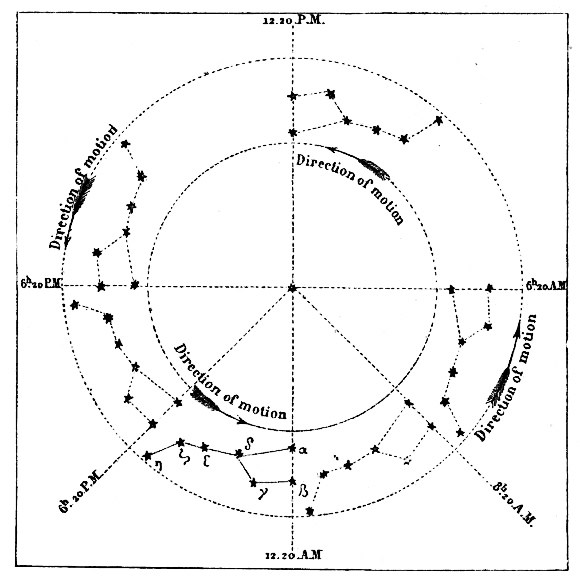 12.20.P.M.
Direction of motion
Direction of motion
6ʰ.20.P.M
6ʰ.20.A.M.
Direction of motion
Direction of motion
α
δ
ε
ζ
η
γ
β
6ʰ.20.P.M.
8ʰ.20.A.M.
12.20.A.M